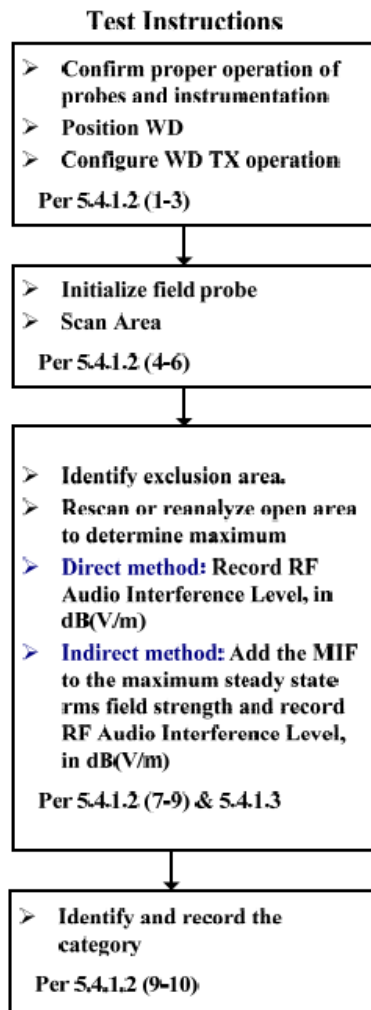 Test Instructions
➢ Confirm proper operation of
probes and instrumentation
➢ Position WD
➢ Configure WD TX operation
Per 5.4.1.2 (1-3)
➢ Initialize field probe
➢ Scan Area
Per 5.4.1.2 (4-6)
➢ Identify exclusion area.
➢ Rescan or reanalyze open area
to determine maximum
➢ Direct method: Record RF
Audio Interference Level, in
dB(V/m)
➢ Indirect method: Add the MIF
to the maximum steady state
rms field strength and record
RF Audio Interference Level,
in dB(V/m)
Per 5.4.1.2 (7-9) & 5.4.1.3
➢ Identify and record the
category
Per 5.4.1.2 (9-10)